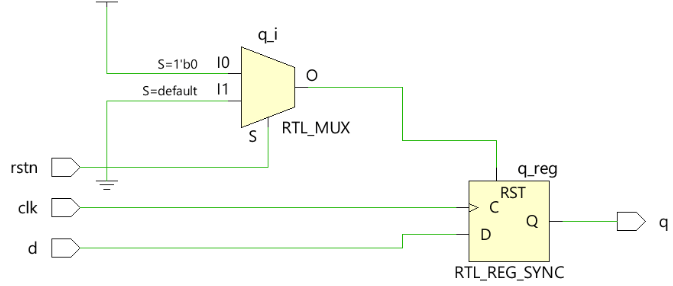 q_i
S=1'b0 I0
O
S=default I1
S RTL_MUX
rstn
q_reg
RST
clk C
Q q
d D
RTL_REG_SYNC